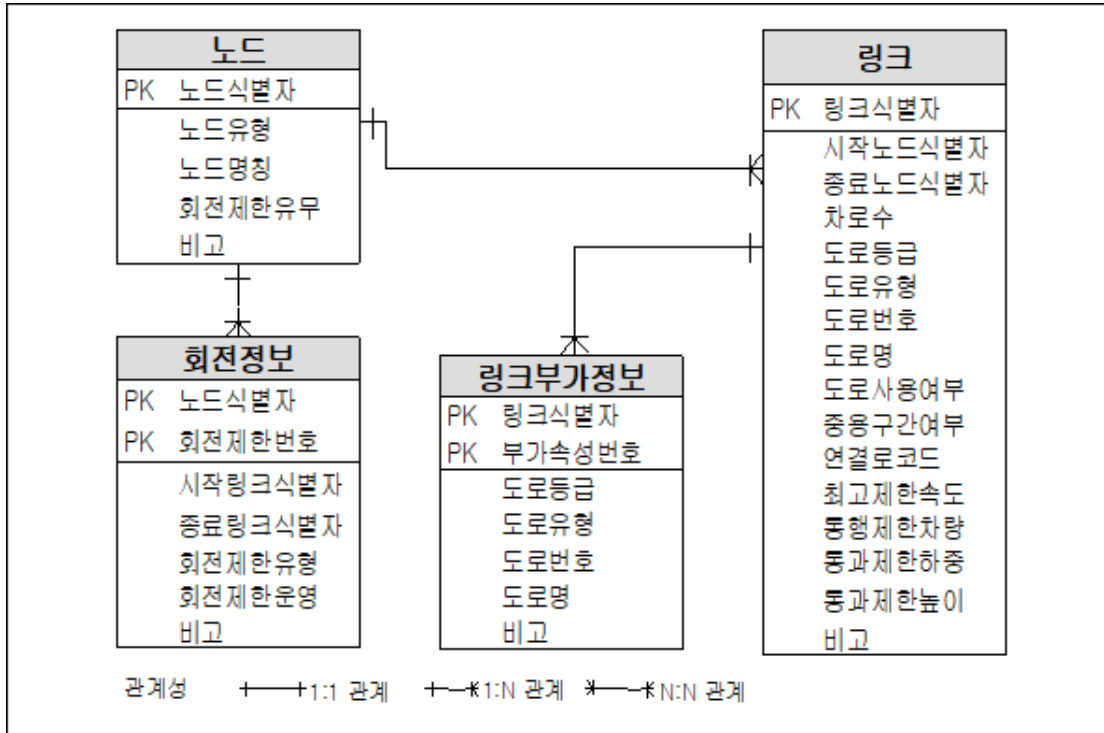 노드
PK 노드식별자
노드유형
노드명칭
회전제한유무
비고
링크
PK 링크식별자
시작노드식별자
종료노드식별자
차로수
도로등급
도로유형
도로번호
도로명
도로사용여부
중용구간여부
연결로코드
최고제한속도
통행제한차량
통과제한하중
통과제한높이
비고
회전정보
PK 노드식별자
PK 회전제한번호
시작링크식별자
종료링크식별자
회전제한유형
회전제한운영
비고
링크부가정보
PK 링크식별자
PK 부가속성번호
도로등급
도로유형
도로번호
도로명
비고
관계성 1:1 관계 1:N 관계 N:N 관계